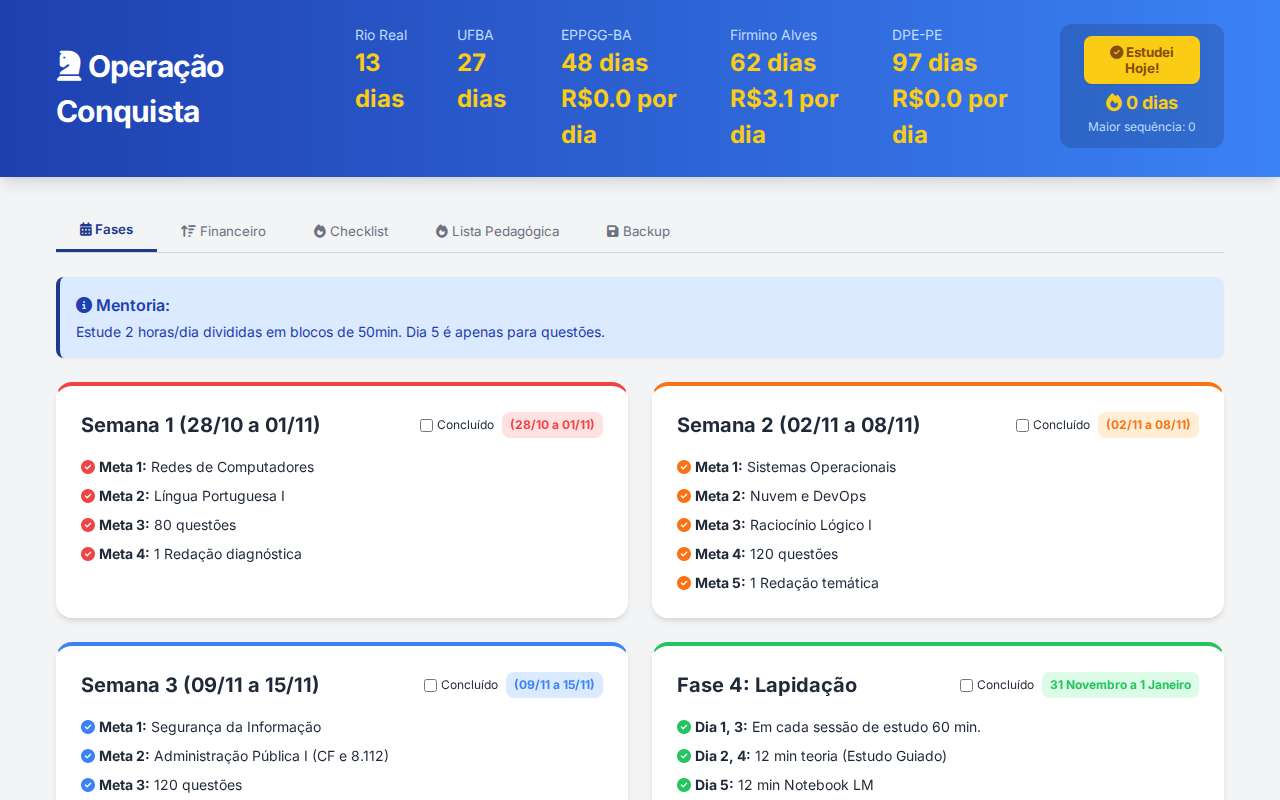 Operação
Conquista
Rio Real
13
dias
UFBA
27
dias
EPPGG-BA
48 dias
R$0.0 por
dia
Firmino Alves
62 dias
R$3.1 por
dia
DPE-PE
97 dias
R$0.0 por
dia
Estudei
Hoje!
0 dias
Maior sequência: 0
Fases
Financeiro
Checklist
Lista Pedagógica
Backup
Mentoria:
Estude 2 horas/dia divididas em blocos de 50min. Dia 5 é apenas para questões.
Semana 1 (28/10 a 01/11)
Concluído
(28/10 a 01/11)
Meta 1: Redes de Computadores
Meta 2: Língua Portuguesa I
Meta 3: 80 questões
Meta 4: 1 Redação diagnóstica
Semana 2 (02/11 a 08/11)
Concluído
(02/11 a 08/11)
Meta 1: Sistemas Operacionais
Meta 2: Nuvem e DevOps
Meta 3: Raciocínio Lógico I
Meta 4: 120 questões
Meta 5: 1 Redação temática
Semana 3 (09/11 a 15/11)
Concluído
(09/11 a 15/11)
Meta 1: Segurança da Informação
Meta 2: Administração Pública I (CF e 8.112)
Meta 3: 120 questões
Fase 4: Lapidação
Concluído
31 Novembro a 1 Janeiro
Dia 1, 3: Em cada sessão de estudo 60 min.
Dia 2, 4: 12 min teoria (Estudo Guiado)
Dia 5: 12 min Notebook LM